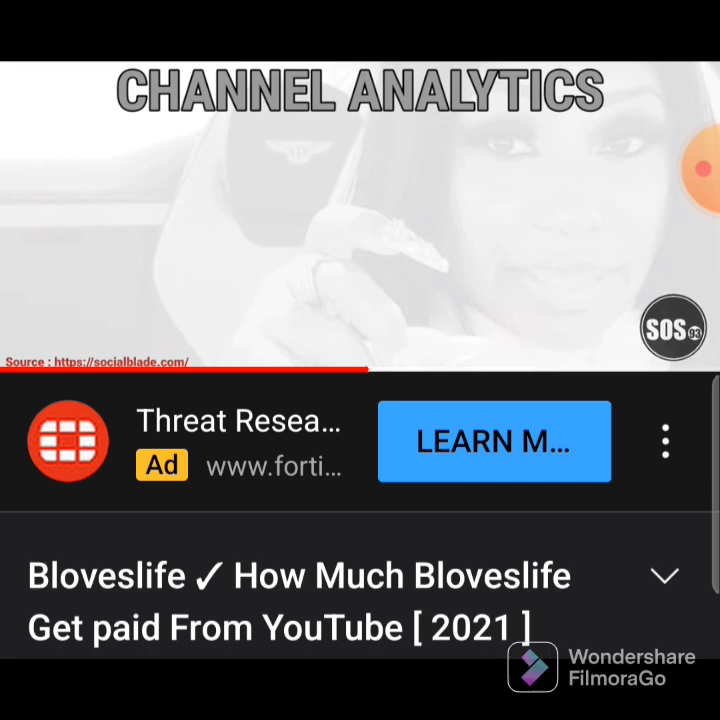 CHANNEL ANALYTICS
SOS 93
Source : https://socialblade.com/
Threat Resea...
LEARN M...
Ad www.forti...
Bloveslife ✓ How Much Bloveslife
Get paid From YouTube [ 2021 ]
Wondershare
FilmoraGo